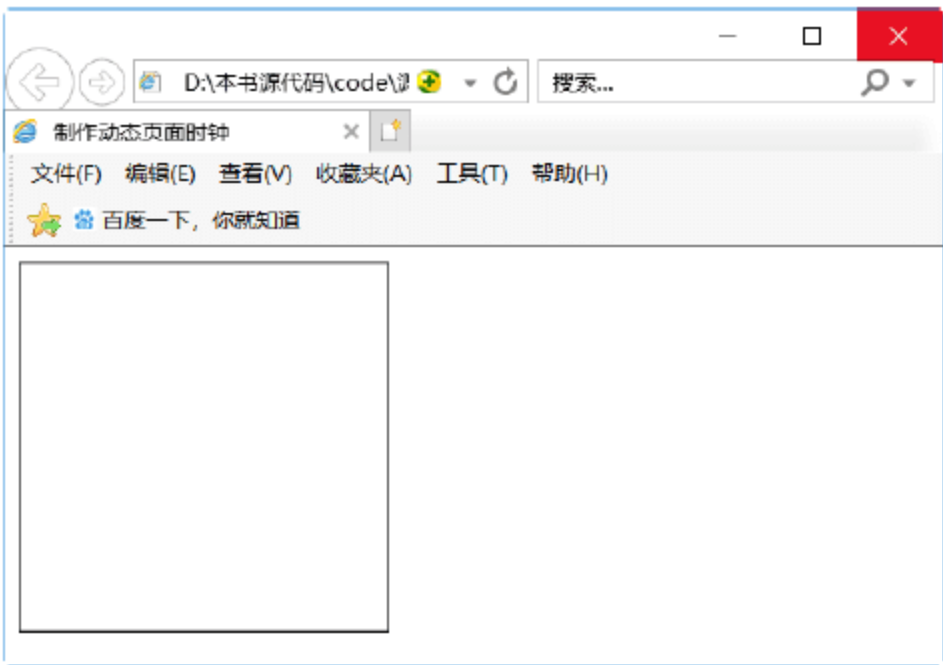 D:\本书源代码\code\
搜索...
制作动态页面时钟
文件(F) 编辑(E) 查看(V) 收藏夹(A) 工具(T) 帮助(H)
百度一下，你就知道